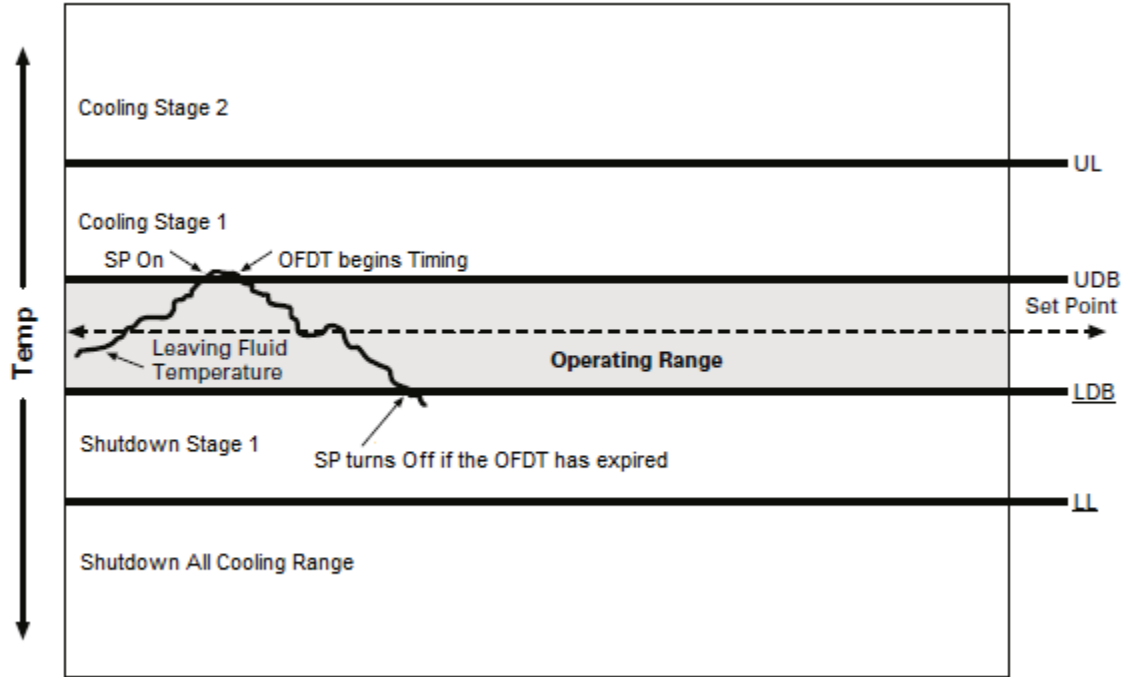 Cooling Stage 2
UL
Cooling Stage 1
SP On
OFDT begins Timing
UDB
Set Point
Temp
Leaving Fluid
Temperature
Operating Range
LDB
Shutdown Stage 1
SP turns Off if the OFDT has expired
LL
Shutdown All Cooling Range